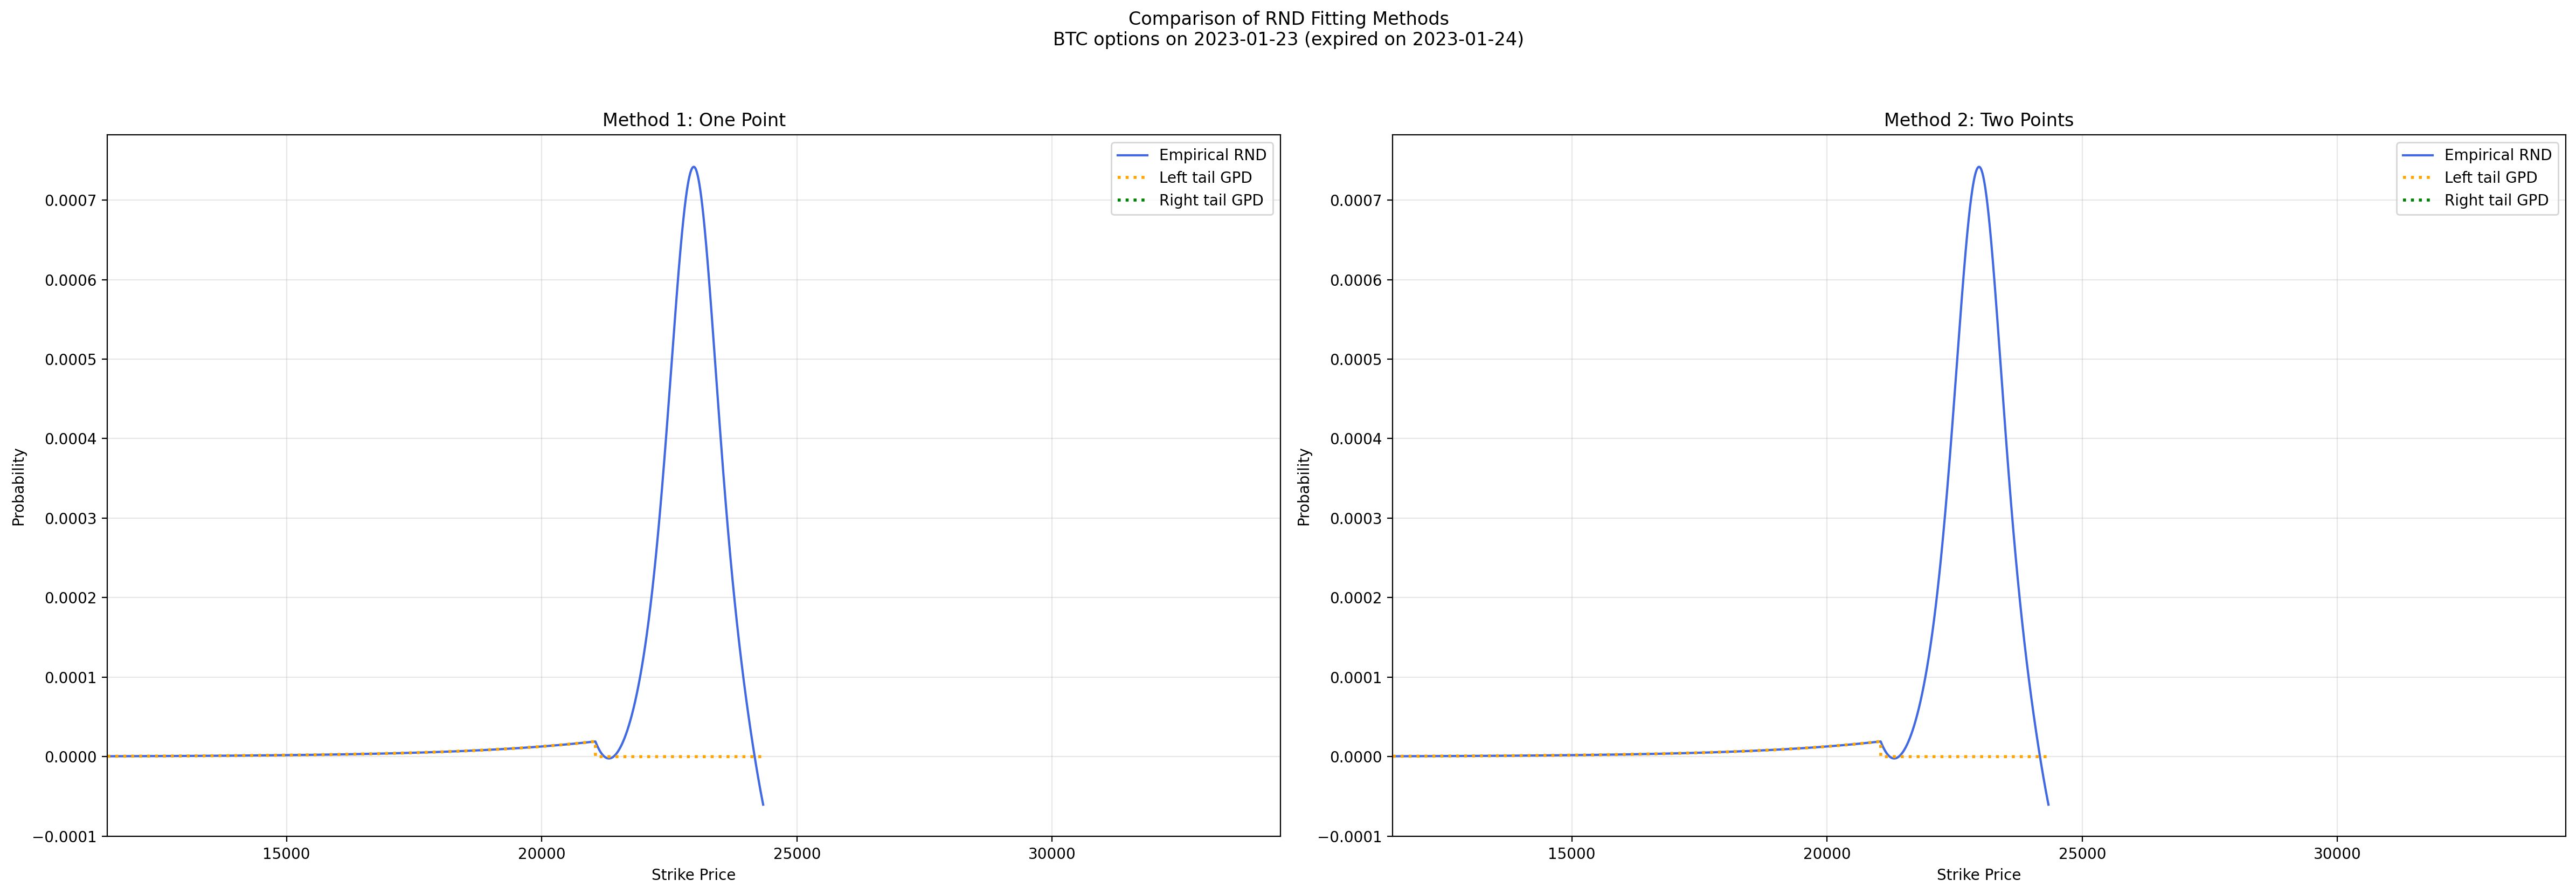 Comparison of RND Fitting Methods
BTC options on 2023-01-23 (expired on 2023-01-24)
Method 1: One Point
Empirical RND
Left tail GPD
Right tail GPD
0.0007
0.0006
0.0005
0.0004
0.0003
0.0002
0.0001
0.0000
−0.0001
Probability
15000
20000
25000
30000
Strike Price
Method 2: Two Points
Empirical RND
Left tail GPD
Right tail GPD
0.0007
0.0006
0.0005
0.0004
0.0003
0.0002
0.0001
0.0000
−0.0001
Probability
15000
20000
25000
30000
Strike Price